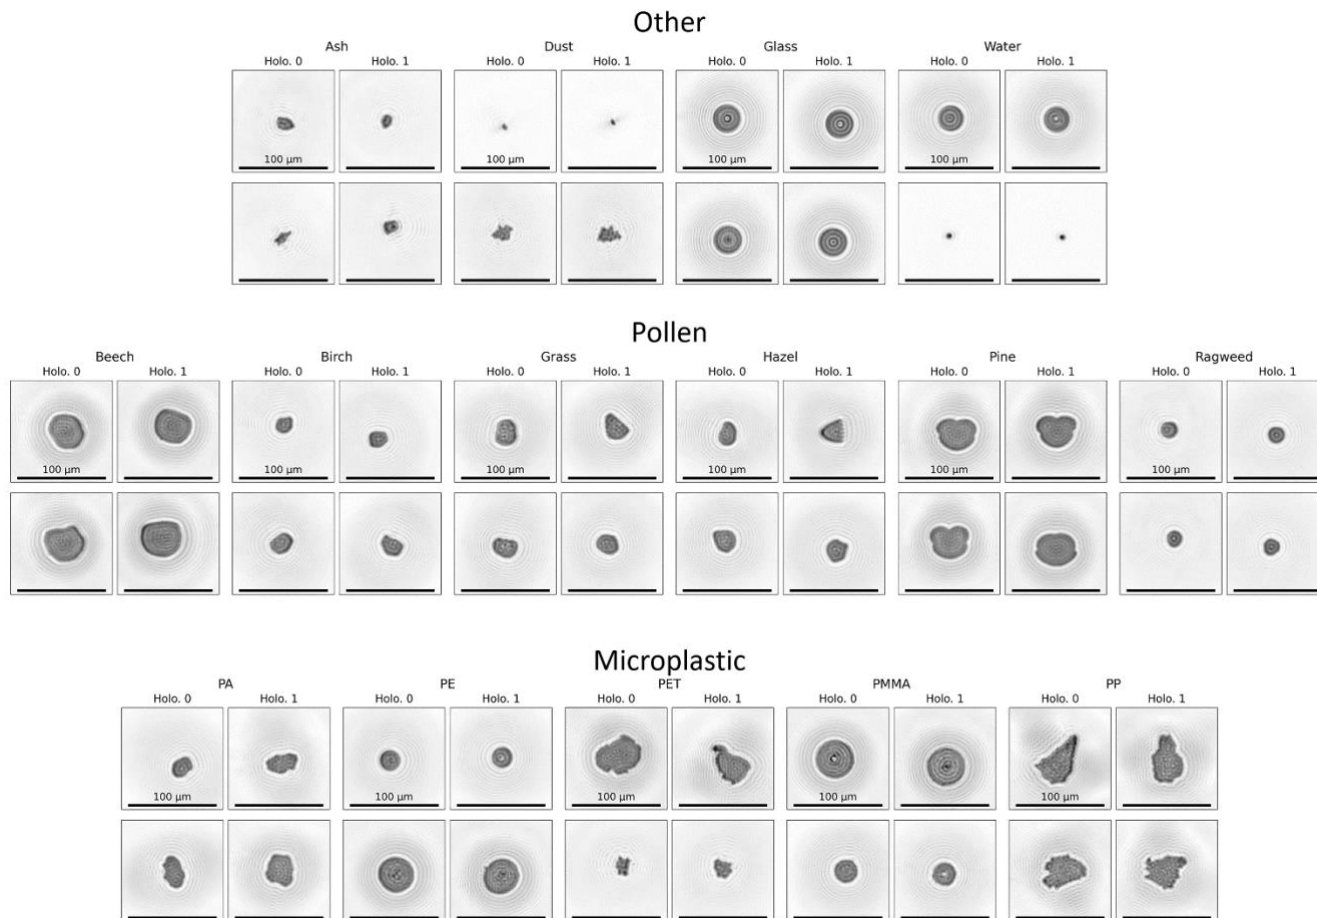 Other
Ash Dust Glass Water
Holo. 0 Holo. 1 Holo. 0 Holo. 1 Holo. 0 Holo. 1 Holo. 0 Holo. 1
100 μm 100 μm 100 μm 100 μm
Pollen
Beech Birch Grass Hazel Pine Ragweed
Holo. 0 Holo. 1 Holo. 0 Holo. 1 Holo. 0 Holo. 1 Holo. 0 Holo. 1 Holo. 0 Holo. 1 Holo. 0 Holo. 1
100 μm 100 μm 100 μm 100 μm 100 μm 100 μm
Microplastic
PA PE PET PMMA PP
Holo. 0 Holo. 1 Holo. 0 Holo. 1 Holo. 0 Holo. 1 Holo. 0 Holo. 1 Holo. 0 Holo. 1
100 μm 100 μm 100 μm 100 μm 100 μm